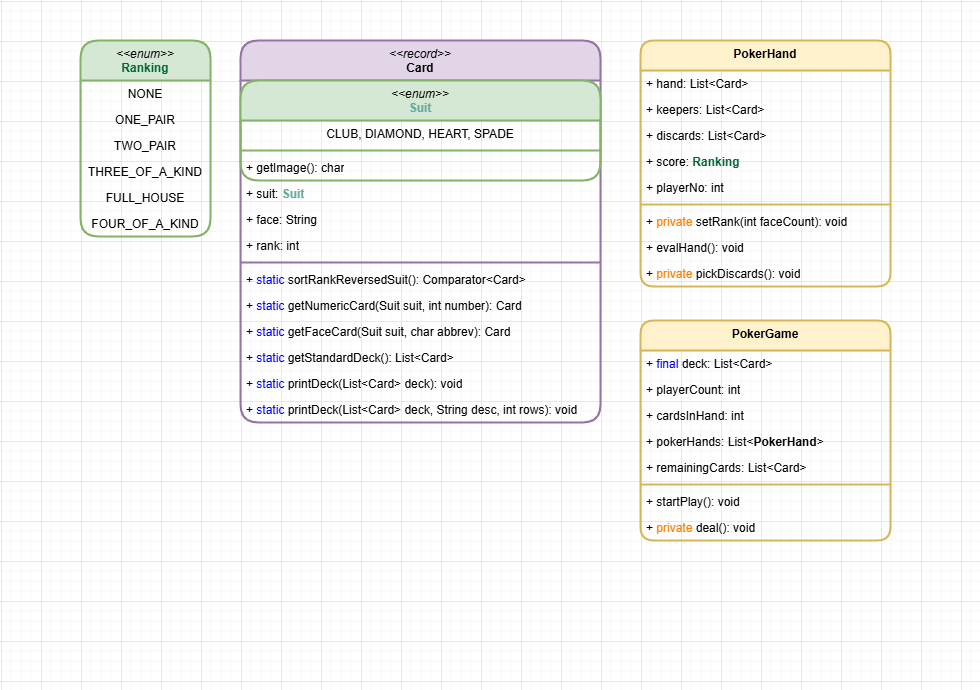 <<enum>>
Ranking
NONE
ONE_PAIR
TWO_PAIR
THREE_OF_A_KIND
FULL_HOUSE
FOUR_OF_A_KIND
<<record>>
Card
<<enum>>
Suit
CLUB, DIAMOND, HEART, SPADE
+ getImage(): char
+ suit: Suit
+ face: String
+ rank: int
+ static sortRankReversedSuit(): Comparator<Card>
+ static getNumericCard(Suit suit, int number): Card
+ static getFaceCard(Suit suit, char abbrev): Card
+ static getStandardDeck(): List<Card>
+ static printDeck(List<Card> deck): void
+ static printDeck(List<Card> deck, String desc, int rows): void
PokerHand
+ hand: List<Card>
+ keepers: List<Card>
+ discards: List<Card>
+ score: Ranking
+ playerNo: int
+ private setRank(int faceCount): void
+ evalHand(): void
+ private pickDiscards(): void
PokerGame
+ final deck: List<Card>
+ playerCount: int
+ cardsInHand: int
+ pokerHands: List<PokerHand>
+ remainingCards: List<Card>
+ startPlay(): void
+ private deal(): void